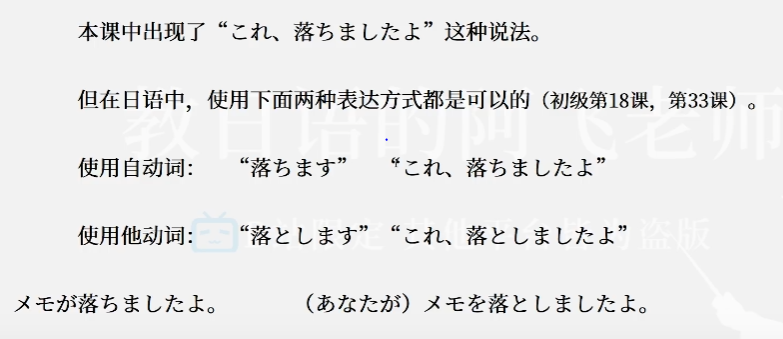 本课中出现了“これ、落ちましたよ”这种说法。
但在日语中，使用下面两种表达方式都是可以的（初级第18课，第33课）。
教日语的阿飞老师
使用自动词： “落ちます” “これ、落ちましたよ”
使用他动词： “落とします”“これ、落としましたよ”
メモが落ちましたよ。 （あなたが）メモを落としましたよ。